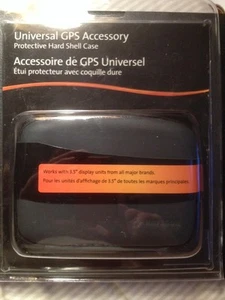 Universal GPS Accessory
Protective Hard Shell Case
Accessoire de GPS Universel
Étui protecteur avec coquille dure
Works with 3.5" display units from all major brands
Pour les unités d'affichage de 3.5" de toutes les marques principales